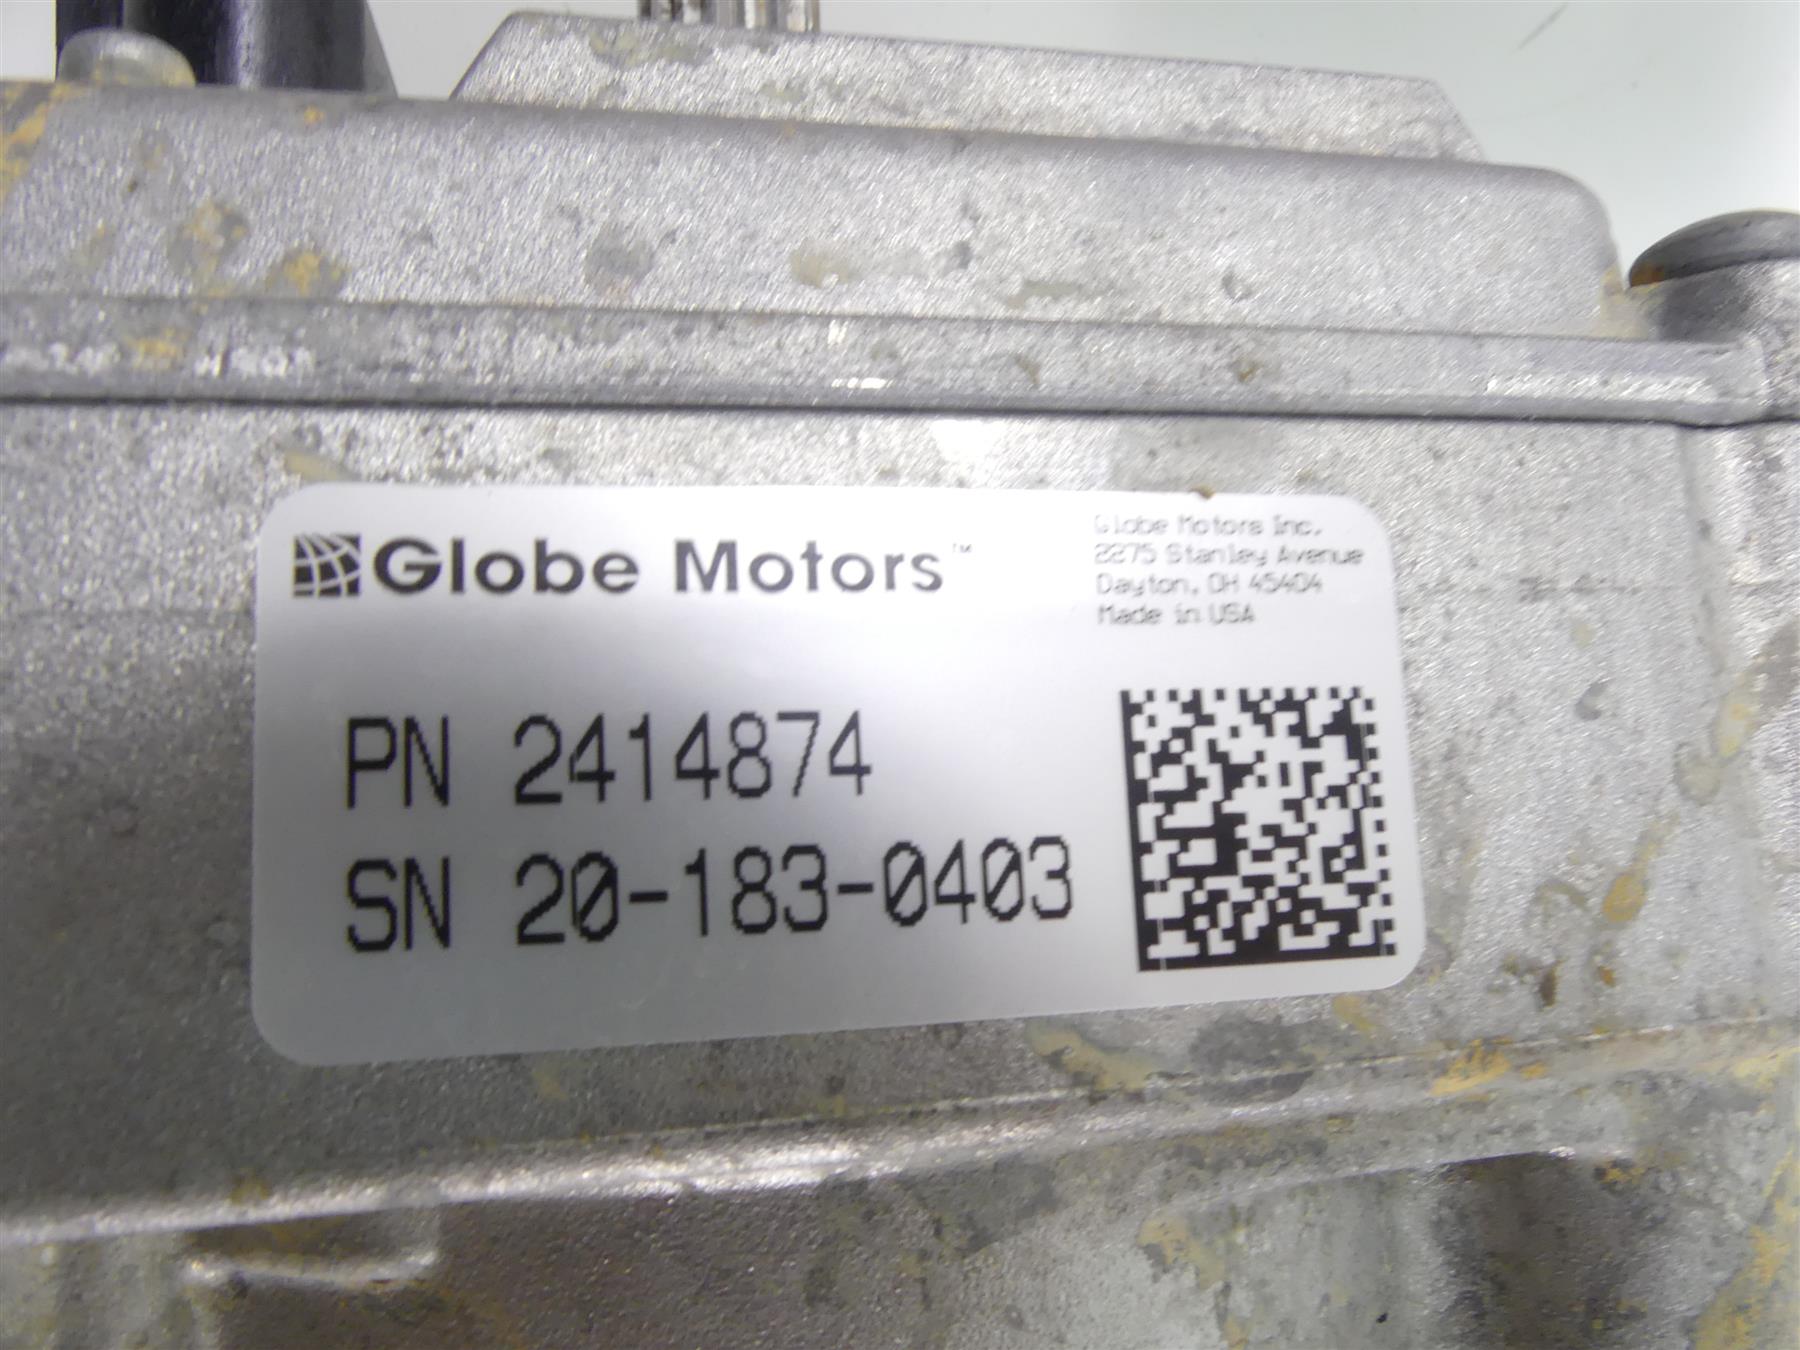 Globe Motors™
Globe Motors Inc.
2275 Stanley Avenue
Dayton, OH 45404
Made in USA
PN 2414874
SN 20-183-0403